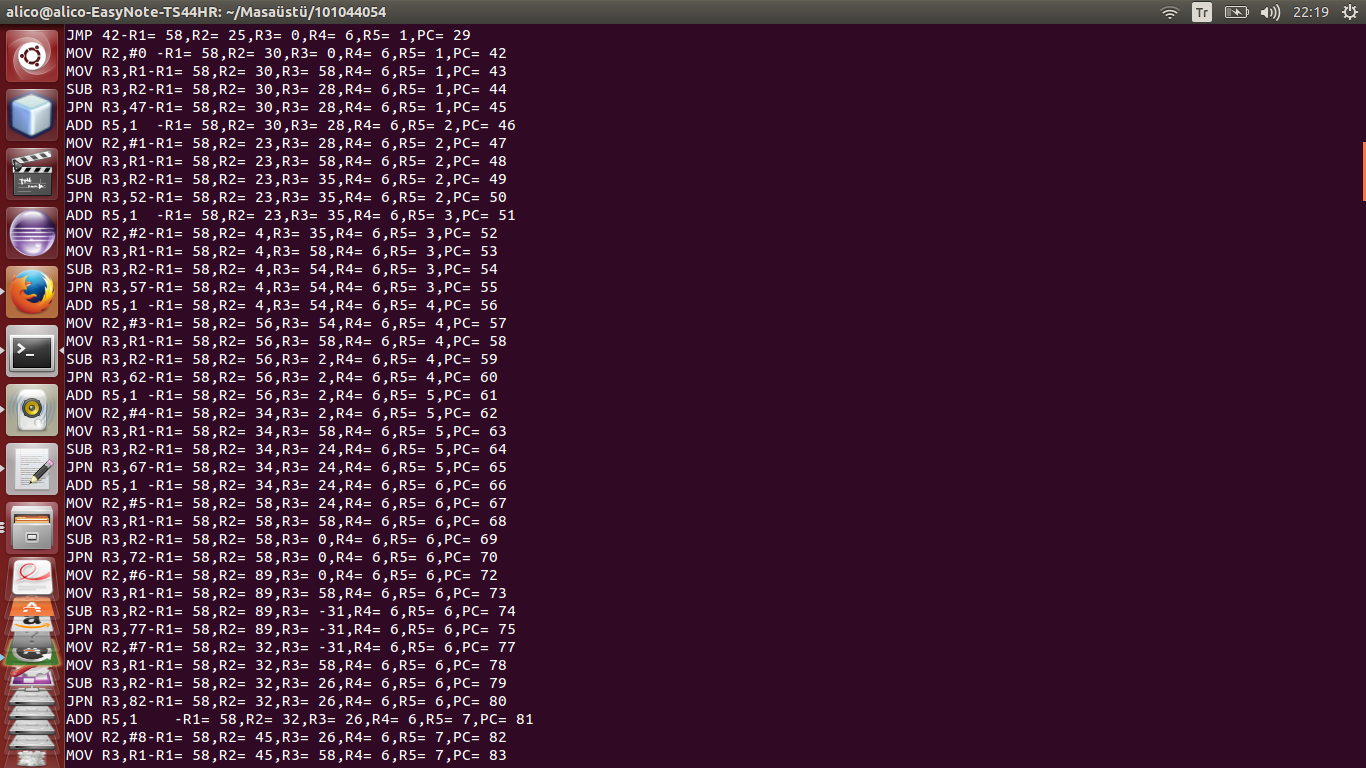 alico@alico-EasyNote-TS44HR: ~/Masaüstü/101044054 Tr 22:19
JMP 42-R1= 58,R2= 25,R3= 0,R4= 6,R5= 1,PC= 29
MOV R2,#0 -R1= 58,R2= 30,R3= 0,R4= 6,R5= 1,PC= 42
MOV R3,R1-R1= 58,R2= 30,R3= 58,R4= 6,R5= 1,PC= 43
SUB R3,R2-R1= 58,R2= 30,R3= 28,R4= 6,R5= 1,PC= 44
JPN R3,47-R1= 58,R2= 30,R3= 28,R4= 6,R5= 1,PC= 45
ADD R5,1  -R1= 58,R2= 30,R3= 28,R4= 6,R5= 2,PC= 46
MOV R2,#1-R1= 58,R2= 23,R3= 28,R4= 6,R5= 2,PC= 47
MOV R3,R1-R1= 58,R2= 23,R3= 58,R4= 6,R5= 2,PC= 48
SUB R3,R2-R1= 58,R2= 23,R3= 35,R4= 6,R5= 2,PC= 49
JPN R3,52-R1= 58,R2= 23,R3= 35,R4= 6,R5= 2,PC= 50
ADD R5,1  -R1= 58,R2= 23,R3= 35,R4= 6,R5= 3,PC= 51
MOV R2,#2-R1= 58,R2= 4,R3= 35,R4= 6,R5= 3,PC= 52
MOV R3,R1-R1= 58,R2= 4,R3= 58,R4= 6,R5= 3,PC= 53
SUB R3,R2-R1= 58,R2= 4,R3= 54,R4= 6,R5= 3,PC= 54
JPN R3,57-R1= 58,R2= 4,R3= 54,R4= 6,R5= 3,PC= 55
ADD R5,1 -R1= 58,R2= 4,R3= 54,R4= 6,R5= 4,PC= 56
MOV R2,#3-R1= 58,R2= 56,R3= 54,R4= 6,R5= 4,PC= 57
MOV R3,R1-R1= 58,R2= 56,R3= 58,R4= 6,R5= 4,PC= 58
SUB R3,R2-R1= 58,R2= 56,R3= 2,R4= 6,R5= 4,PC= 59
JPN R3,62-R1= 58,R2= 56,R3= 2,R4= 6,R5= 4,PC= 60
ADD R5,1 -R1= 58,R2= 56,R3= 2,R4= 6,R5= 5,PC= 61
MOV R2,#4-R1= 58,R2= 34,R3= 2,R4= 6,R5= 5,PC= 62
MOV R3,R1-R1= 58,R2= 34,R3= 58,R4= 6,R5= 5,PC= 63
SUB R3,R2-R1= 58,R2= 34,R3= 24,R4= 6,R5= 5,PC= 64
JPN R3,67-R1= 58,R2= 34,R3= 24,R4= 6,R5= 5,PC= 65
ADD R5,1 -R1= 58,R2= 34,R3= 24,R4= 6,R5= 6,PC= 66
MOV R2,#5-R1= 58,R2= 58,R3= 24,R4= 6,R5= 6,PC= 67
MOV R3,R1-R1= 58,R2= 58,R3= 58,R4= 6,R5= 6,PC= 68
SUB R3,R2-R1= 58,R2= 58,R3= 0,R4= 6,R5= 6,PC= 69
JPN R3,72-R1= 58,R2= 58,R3= 0,R4= 6,R5= 6,PC= 70
MOV R2,#6-R1= 58,R2= 89,R3= 0,R4= 6,R5= 6,PC= 72
MOV R3,R1-R1= 58,R2= 89,R3= 58,R4= 6,R5= 6,PC= 73
SUB R3,R2-R1= 58,R2= 89,R3= -31,R4= 6,R5= 6,PC= 74
JPN R3,77-R1= 58,R2= 89,R3= -31,R4= 6,R5= 6,PC= 75
MOV R2,#7-R1= 58,R2= 32,R3= -31,R4= 6,R5= 6,PC= 77
MOV R3,R1-R1= 58,R2= 32,R3= 58,R4= 6,R5= 6,PC= 78
SUB R3,R2-R1= 58,R2= 32,R3= 26,R4= 6,R5= 6,PC= 79
JPN R3,82-R1= 58,R2= 32,R3= 26,R4= 6,R5= 6,PC= 80
ADD R5,1    -R1= 58,R2= 32,R3= 26,R4= 6,R5= 7,PC= 81
MOV R2,#8-R1= 58,R2= 45,R3= 26,R4= 6,R5= 7,PC= 82
MOV R3,R1-R1= 58,R2= 45,R3= 58,R4= 6,R5= 7,PC= 83